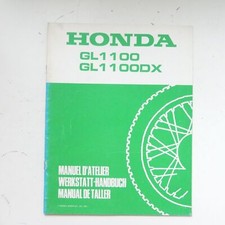 HONDA
GL1100
GL1100DX
MANUEL D'ATELIER
WERKSTATT-HANDBUCH
MANUAL DE TALLER